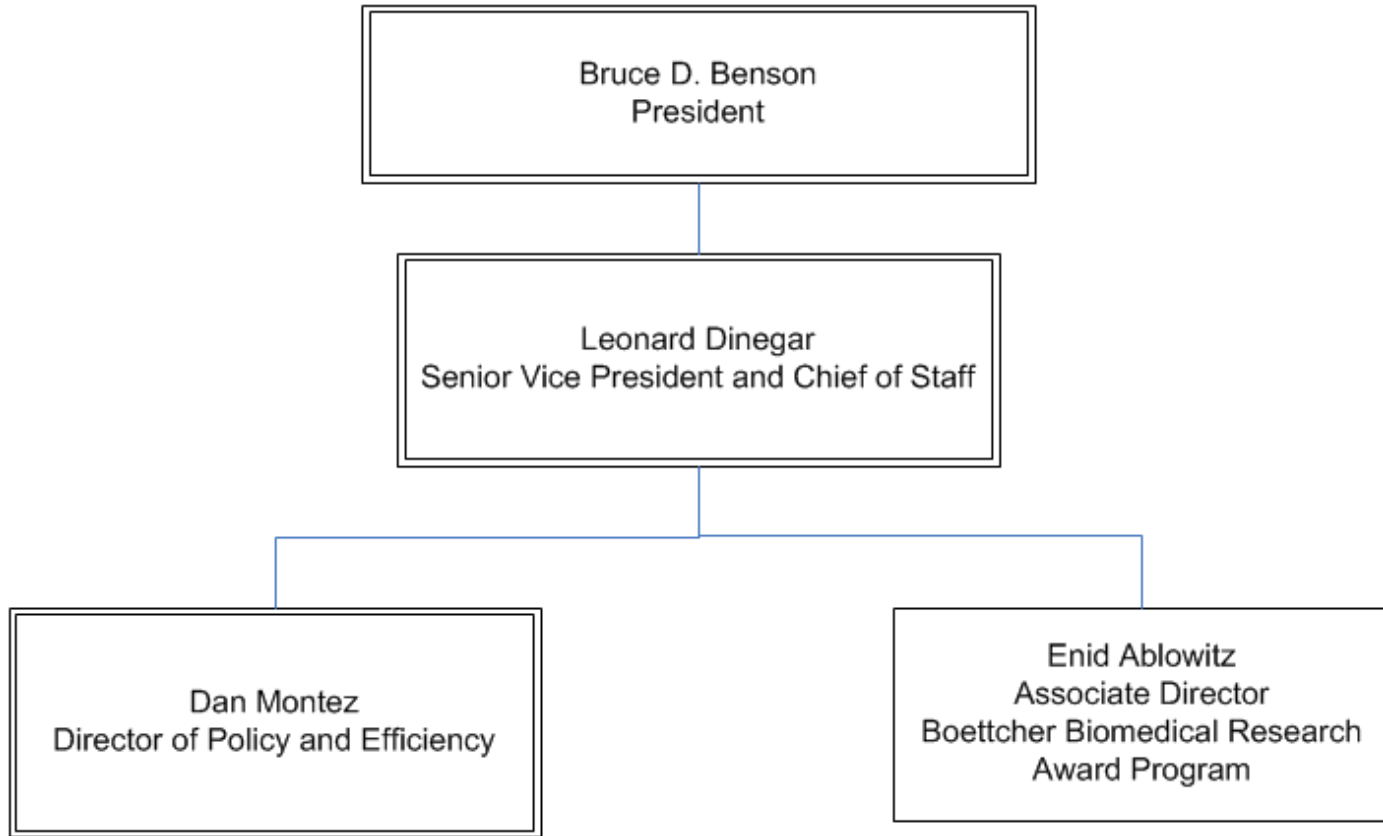 Bruce D. Benson
President
Leonard Dinegar
Senior Vice President and Chief of Staff
Dan Montez
Director of Policy and Efficiency
Enid Ablowitz
Associate Director
Boettcher Biomedical Research
Award Program